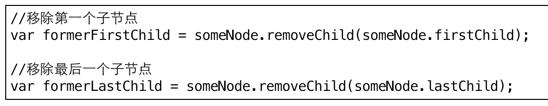 //移除第一个子节点
var formerFirstChild = someNode.removeChild(someNode.firstChild);
//移除最后一个子节点
var formerLastChild = someNode.removeChild(someNode.lastChild);